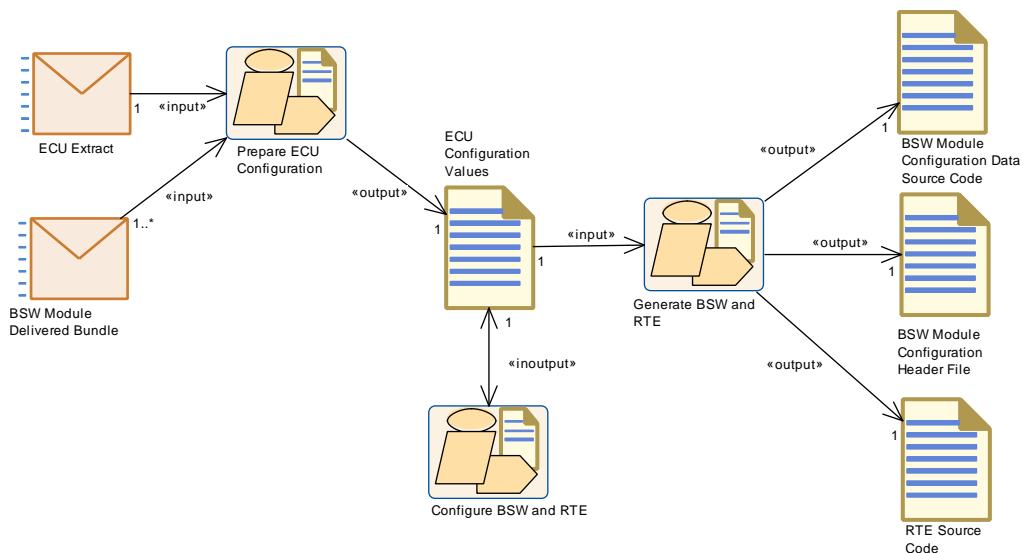 ECU Extract
1
«input»
Prepare ECU
Configuration
«input»
1..*
BSW Module
Delivered Bundle
«output»
ECU
Configuration
Values
1
1
«input»
1
«inoutput»
Configure BSW and RTE
Generate BSW and
RTE
«output»
1
BSW Module
Configuration Data
Source Code
«output»
1
BSW Module
Configuration
Header File
«output»
1
RTE Source
Code